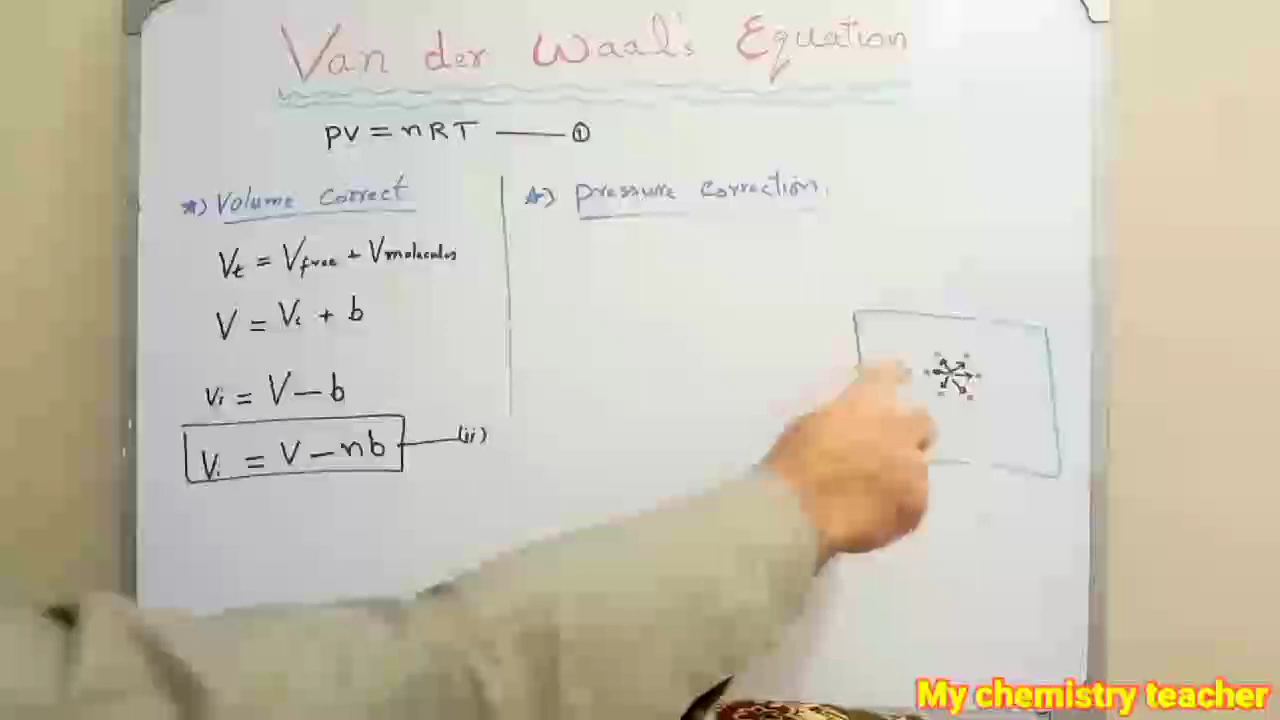 Van der Waal's Equation
PV = nRT —— ①
*) Volume correct
Vt = Vfree + Vmolecules
V = Vi + b
Vi = V — b
Vi = V — nb —— (ii)
*) Pressure correction.
My chemistry teacher